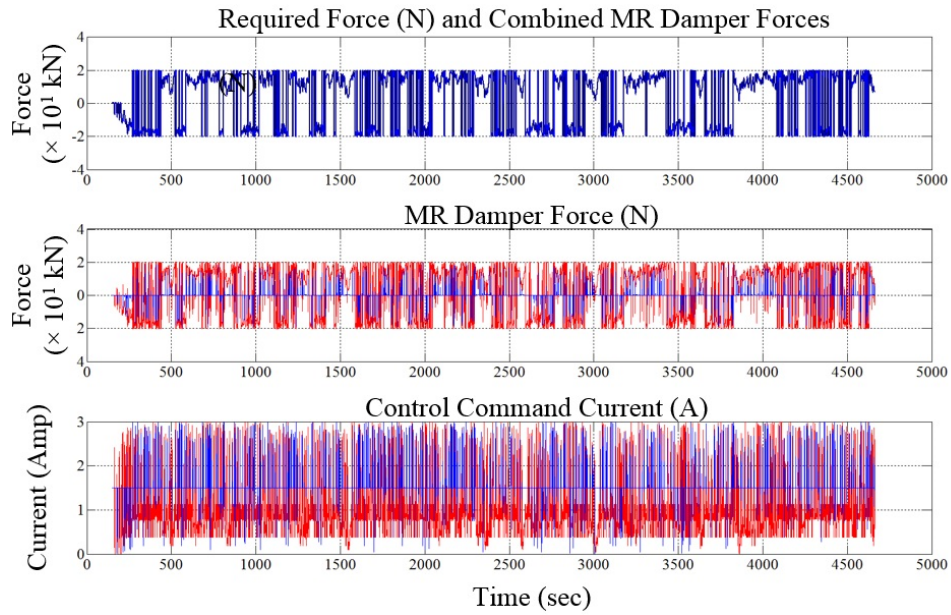 Required Force (N) and Combined MR Damper Forces
(N)
Force
(× 10¹ kN)
4
2
0
-2
-4
0 500 1000 1500 2000 2500 3000 3500 4000 4500 5000
MR Damper Force (N)
Force
(× 10¹ kN)
4
2
0
2
4
0 500 1000 1500 2000 2500 3000 3500 4000 4500 5000
Control Command Current (A)
Current (Amp)
3
2
1
0
0 500 1000 1500 2000 2500 3000 3500 4000 4500 5000
Time (sec)